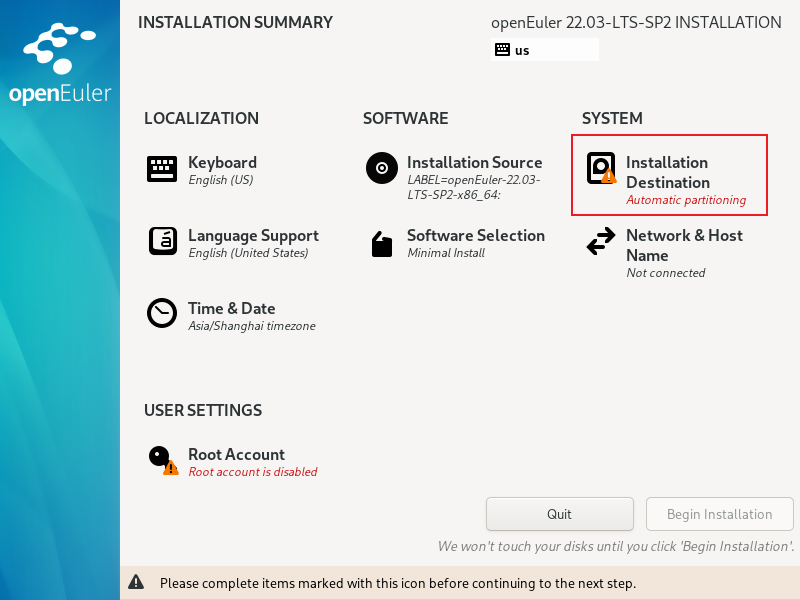 openEuler
INSTALLATION SUMMARY
openEuler 22.03-LTS-SP2 INSTALLATION
us
LOCALIZATION
Keyboard
English (US)
Language Support
English (United States)
Time & Date
Asia/Shanghai timezone
SOFTWARE
Installation Source
LABEL=openEuler-22.03-
LTS-SP2-x86_64:
Software Selection
Minimal Install
SYSTEM
Installation
Destination
Automatic partitioning
Network & Host
Name
Not connected
USER SETTINGS
Root Account
Root account is disabled
Quit
Begin Installation
We won't touch your disks until you click 'Begin Installation'.
Please complete items marked with this icon before continuing to the next step.